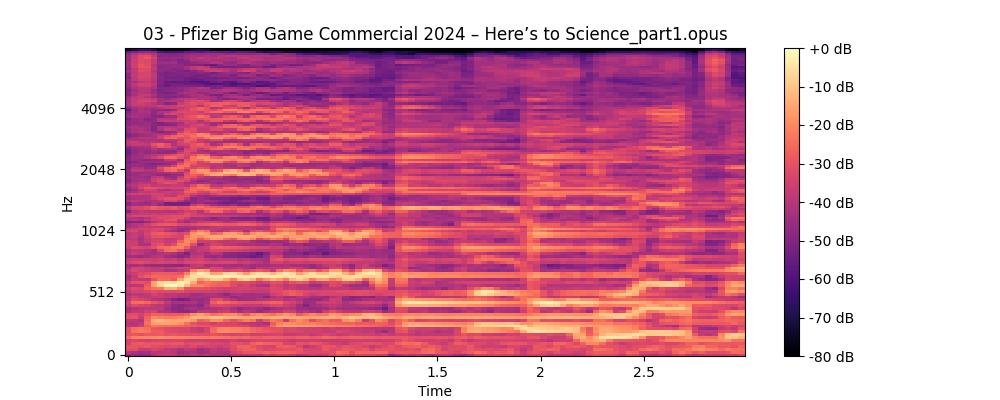 03 - Pfizer Big Game Commercial 2024 – Here’s to Science_part1.opus
Hz
4096
2048
1024
512
0
0
0.5
1
1.5
2
2.5
Time
+0 dB
-10 dB
-20 dB
-30 dB
-40 dB
-50 dB
-60 dB
-70 dB
-80 dB